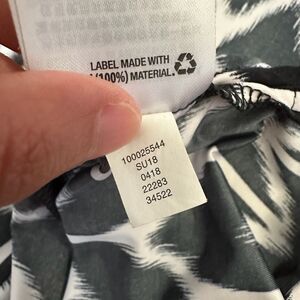 LABEL MADE WITH
(100%) MATERIAL.
100025544
SU18
0418
22283
34522